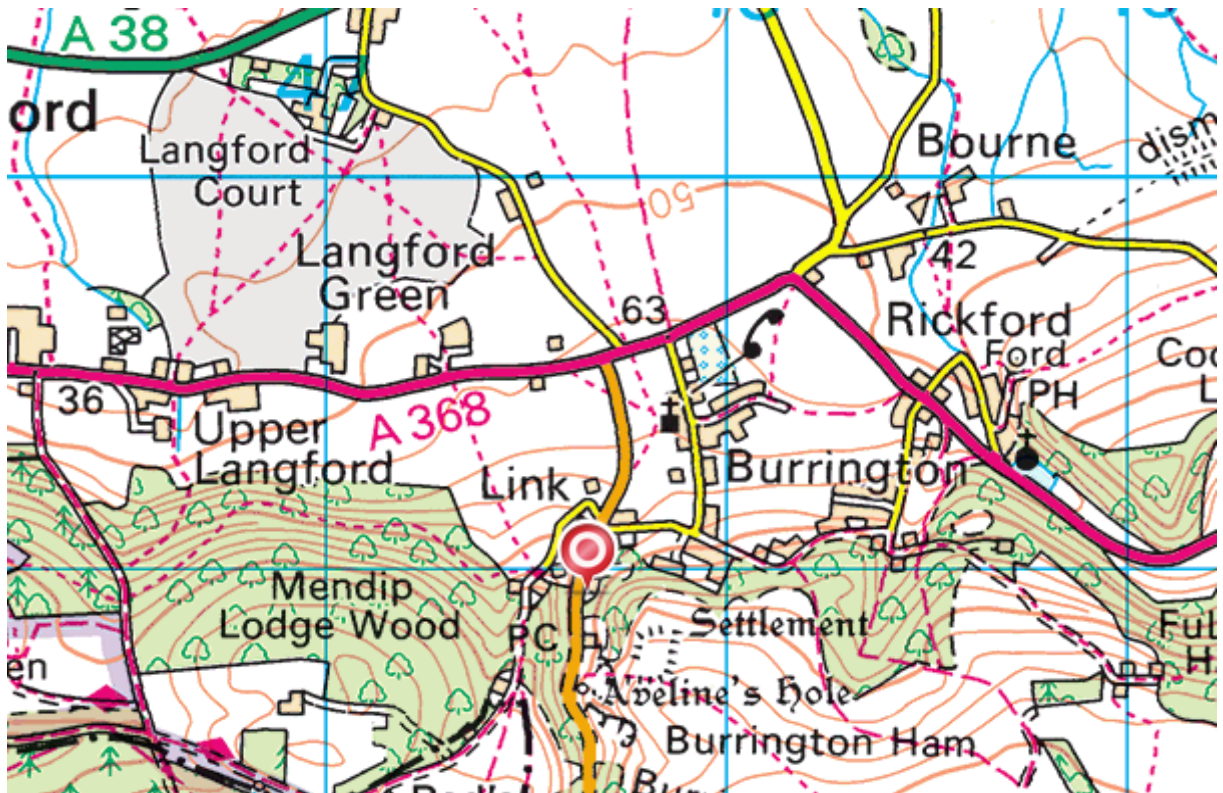 A 38
ord
Langford
Court
Bourne
dism
50
Langford
Green
42
63
Rickford
Ford
PH
36
A 368
Upper
Langford
Link
Burrington
Mendip
Lodge Wood
PC
Settlement
en
Aveline's Hole
Burrington Ham